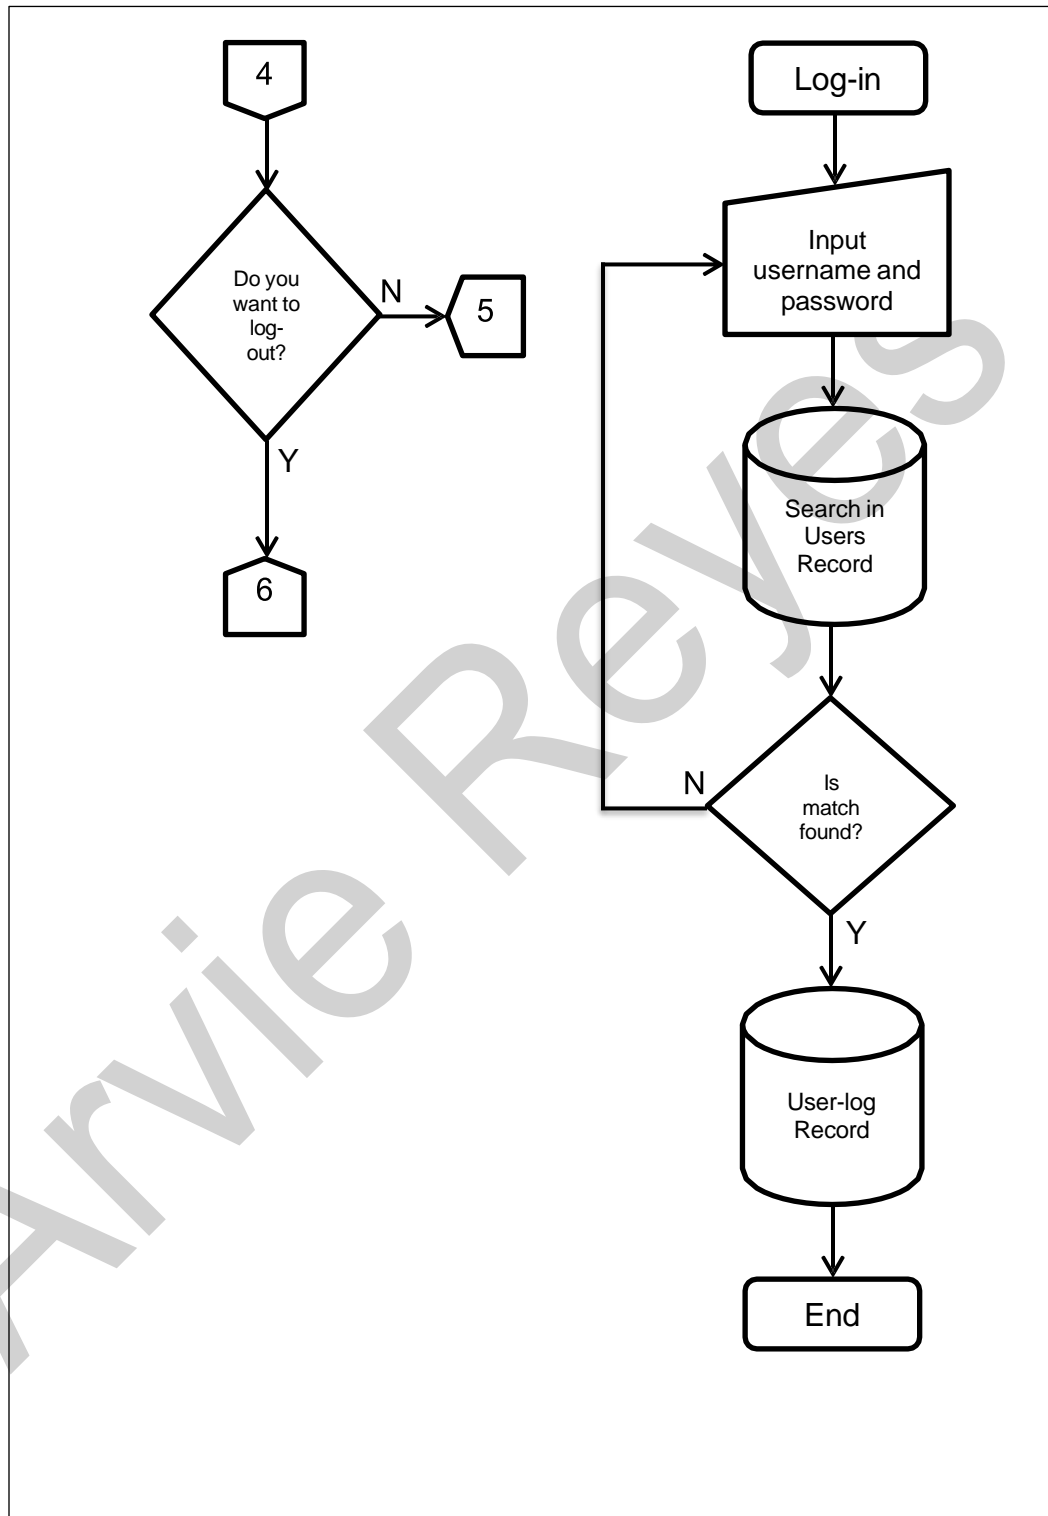 4
Do you
want to
log-
out?
N
5
Y
6
Log-in
Input
username and
password
Search in
Users
Record
Is
match
found?
N
Y
User-log
Record
End
Arvie Reyes